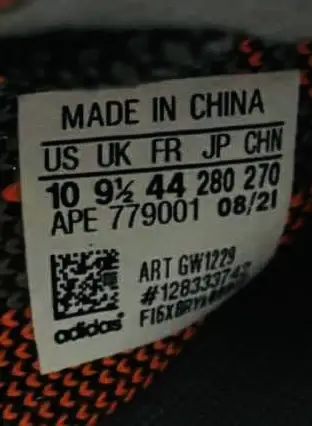 MADE IN CHINA
US UK FR JP CHN
10 9½ 44 280 270
APE 779001 08/21
ART GW1229
adidas